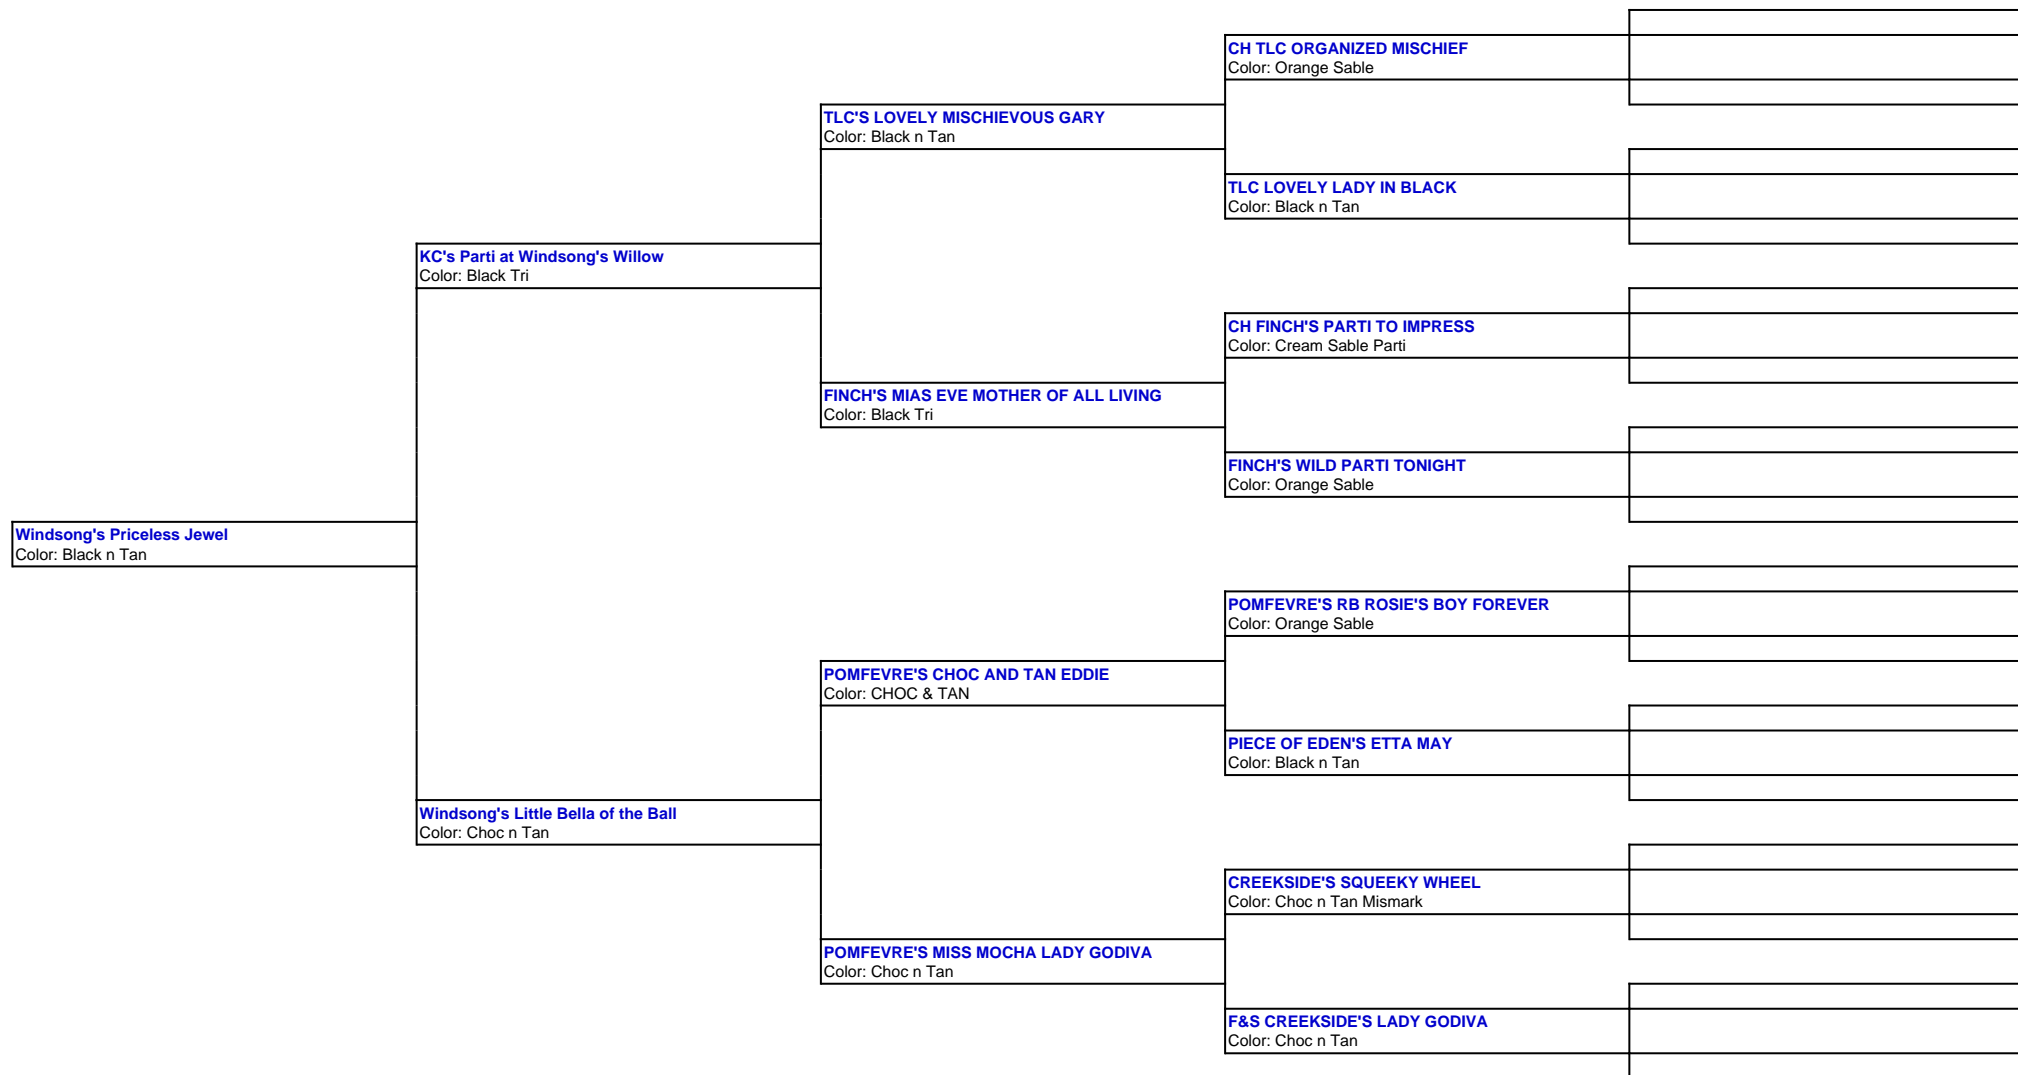 CH TLC ORGANIZED MISCHIEF
Color: Orange Sable
TLC'S LOVELY MISCHIEVOUS GARY
Color: Black n Tan
TLC LOVELY LADY IN BLACK
Color: Black n Tan
KC's Parti at Windsong's Willow
Color: Black Tri
CH FINCH'S PARTI TO IMPRESS
Color: Cream Sable Parti
FINCH'S MIAS EVE MOTHER OF ALL LIVING
Color: Black Tri
FINCH'S WILD PARTI TONIGHT
Color: Orange Sable
Windsong's Priceless Jewel
Color: Black n Tan
POMFEVRE'S RB ROSIE'S BOY FOREVER
Color: Orange Sable
POMFEVRE'S CHOC AND TAN EDDIE
Color: CHOC & TAN
PIECE OF EDEN'S ETTA MAY
Color: Black n Tan
Windsong's Little Bella of the Ball
Color: Choc n Tan
CREEKSIDE'S SQUEEKY WHEEL
Color: Choc n Tan Mismark
POMFEVRE'S MISS MOCHA LADY GODIVA
Color: Choc n Tan
F&S CREEKSIDE'S LADY GODIVA
Color: Choc n Tan